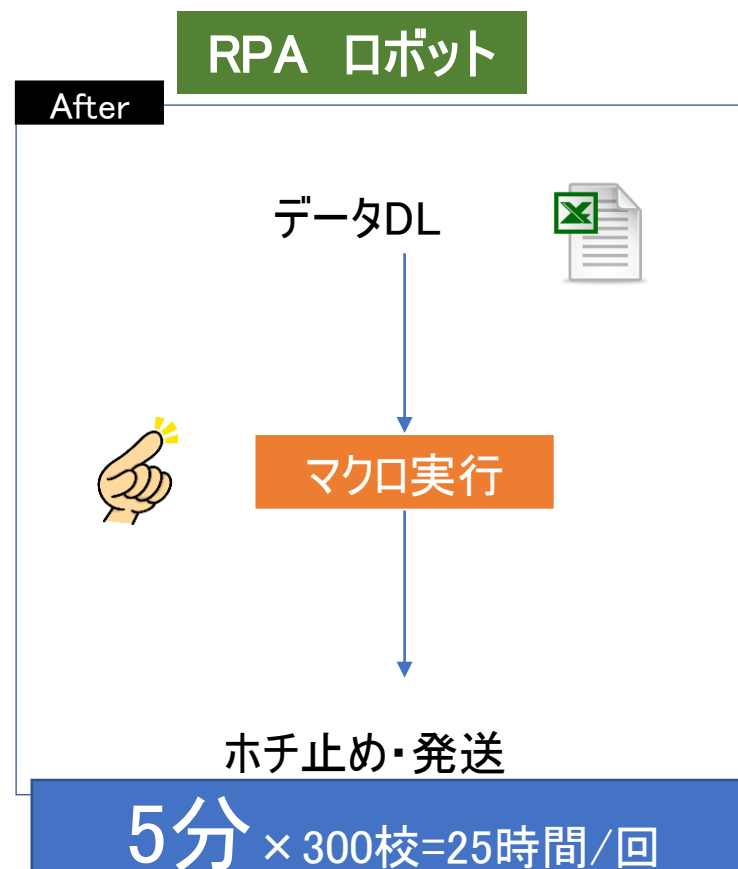 RPA ロボット
After
データDL
マクロ実行
ホチ止め・発送
5分×300校=25時間/回